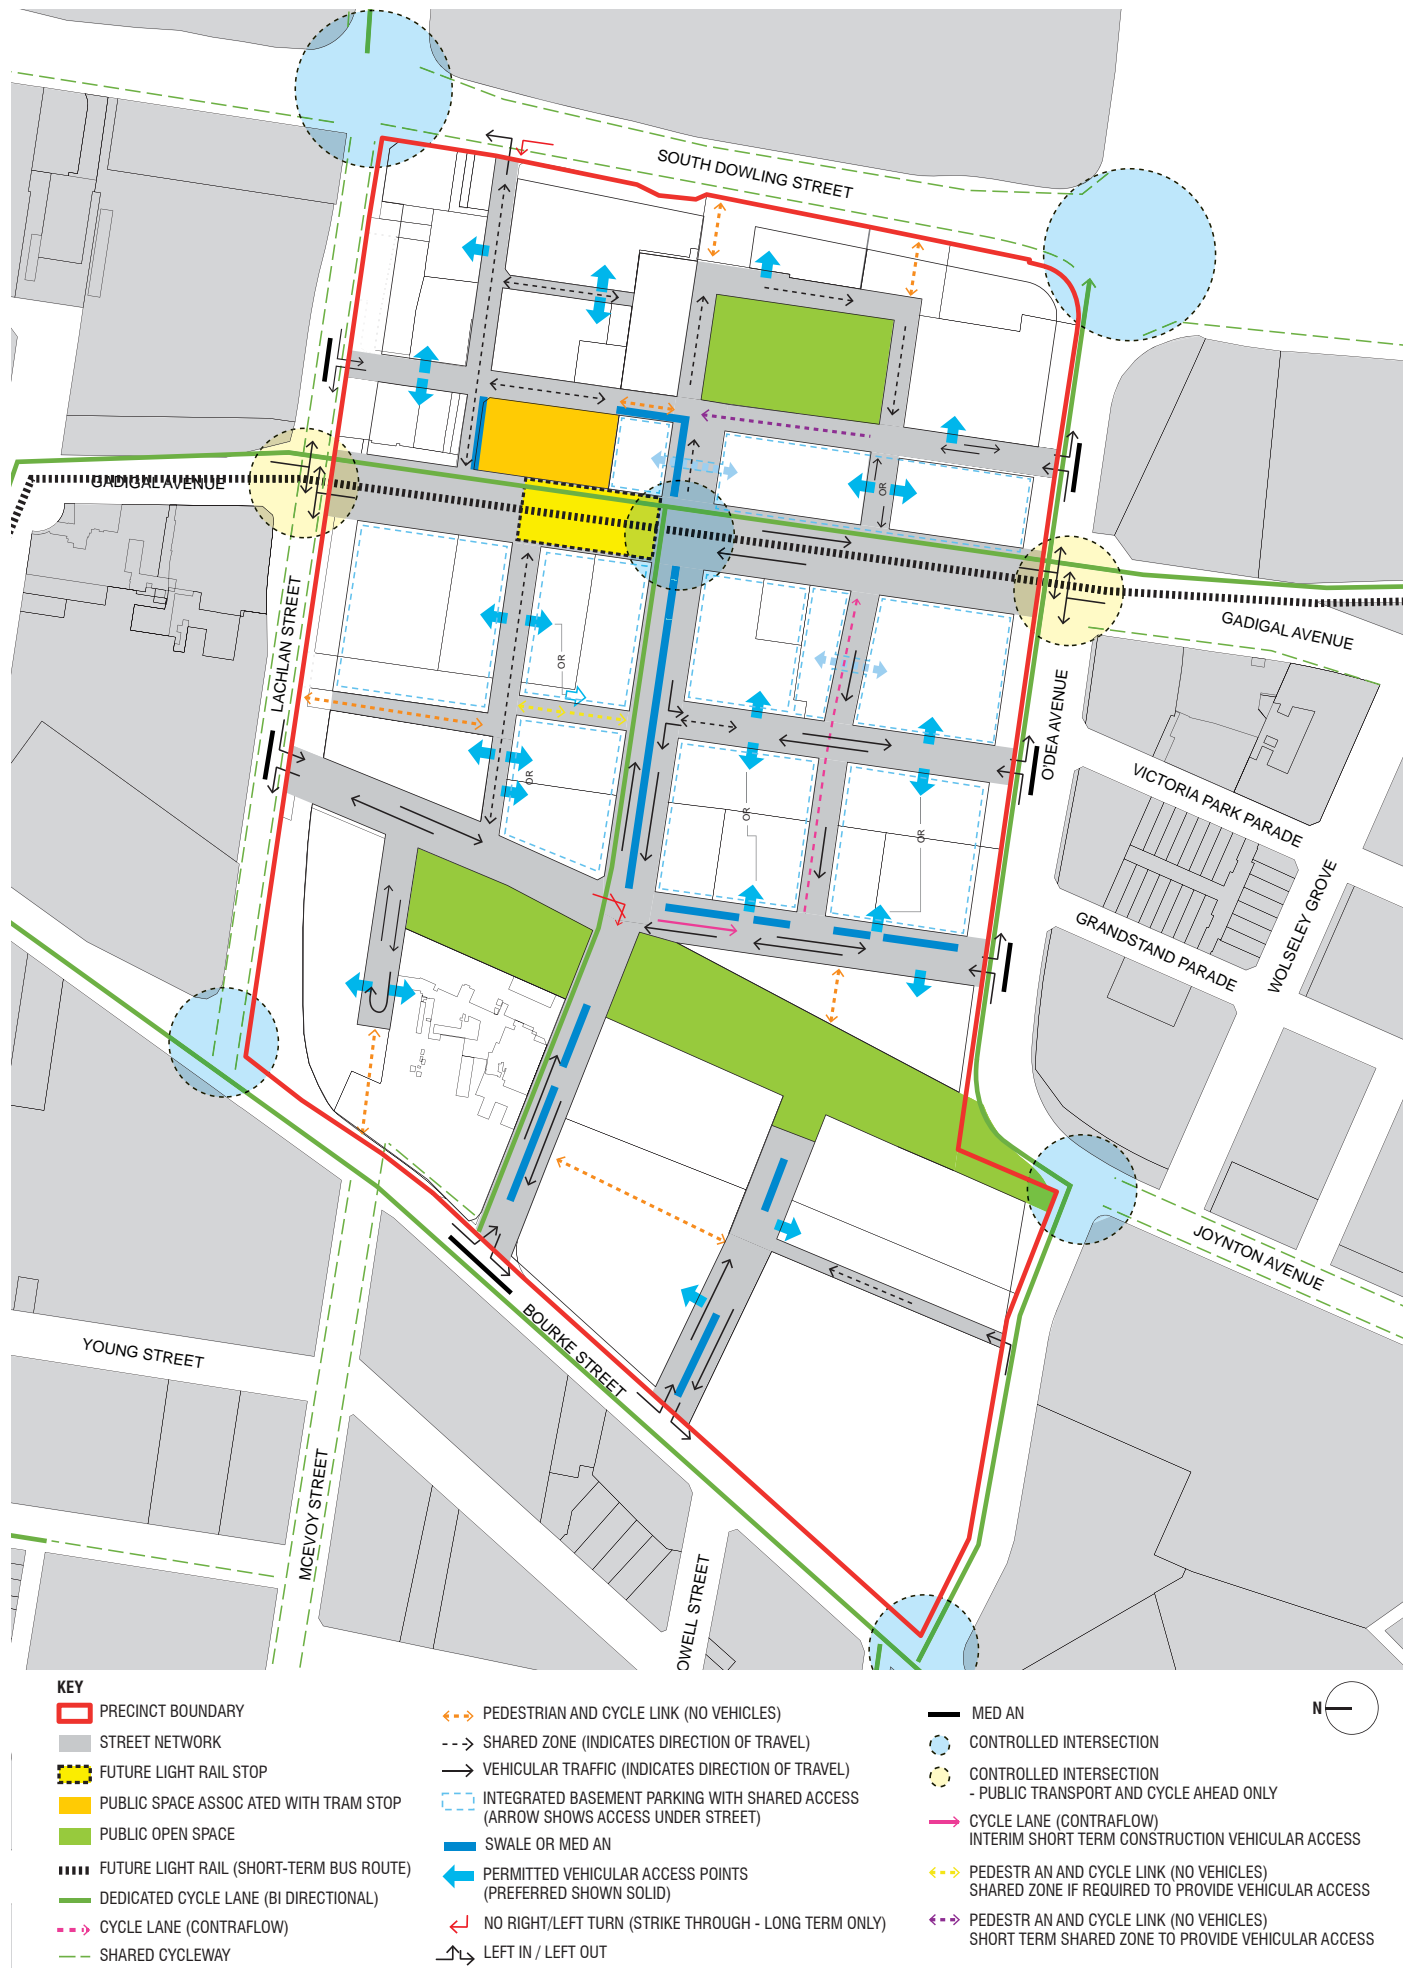 SOUTH DOWLING STREET
GADIGAL AVENUE
OR
GADIGAL AVENUE
LACHLAN STREET
OR
O'DEA AVENUE
VICTORIA PARK PARADE
OR
OR
OR
WOLSELEY GROVE
GRANDSTAND PARADE
JOYNTON AVENUE
BOURKE STREET
YOUNG STREET
MCEVOY STREET
OWELL STREET
KEY
PRECINCT BOUNDARY
STREET NETWORK
FUTURE LIGHT RAIL STOP
PUBLIC SPACE ASSOC ATED WITH TRAM STOP
PUBLIC OPEN SPACE
FUTURE LIGHT RAIL (SHORT-TERM BUS ROUTE)
DEDICATED CYCLE LANE (BI DIRECTIONAL)
CYCLE LANE (CONTRAFLOW)
SHARED CYCLEWAY
PEDESTRIAN AND CYCLE LINK (NO VEHICLES)
SHARED ZONE (INDICATES DIRECTION OF TRAVEL)
VEHICULAR TRAFFIC (INDICATES DIRECTION OF TRAVEL)
INTEGRATED BASEMENT PARKING WITH SHARED ACCESS
(ARROW SHOWS ACCESS UNDER STREET)
SWALE OR MED AN
PERMITTED VEHICULAR ACCESS POINTS
(PREFERRED SHOWN SOLID)
NO RIGHT/LEFT TURN (STRIKE THROUGH - LONG TERM ONLY)
LEFT IN / LEFT OUT
MED AN
CONTROLLED INTERSECTION
CONTROLLED INTERSECTION
- PUBLIC TRANSPORT AND CYCLE AHEAD ONLY
CYCLE LANE (CONTRAFLOW)
INTERIM SHORT TERM CONSTRUCTION VEHICULAR ACCESS
PEDESTR AN AND CYCLE LINK (NO VEHICLES)
SHARED ZONE IF REQUIRED TO PROVIDE VEHICULAR ACCESS
PEDESTR AN AND CYCLE LINK (NO VEHICLES)
SHORT TERM SHARED ZONE TO PROVIDE VEHICULAR ACCESS
N